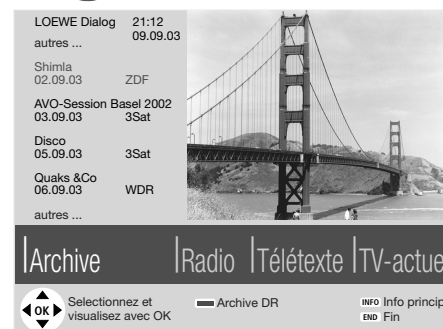 LOEWE Dialog 21:12
09.09.03
autres ...
Shimla
02.09.03 ZDF
AVO-Session Basel 2002
03.09.03 3Sat
Disco
05.09.03 3Sat
Quaks &Co
06.09.03 WDR
autres ...
Archive Radio Télétexte TV-actue
Selectionnez et
visualisez avec OK
OK
Archive DR
INFO Info princip
END Fin